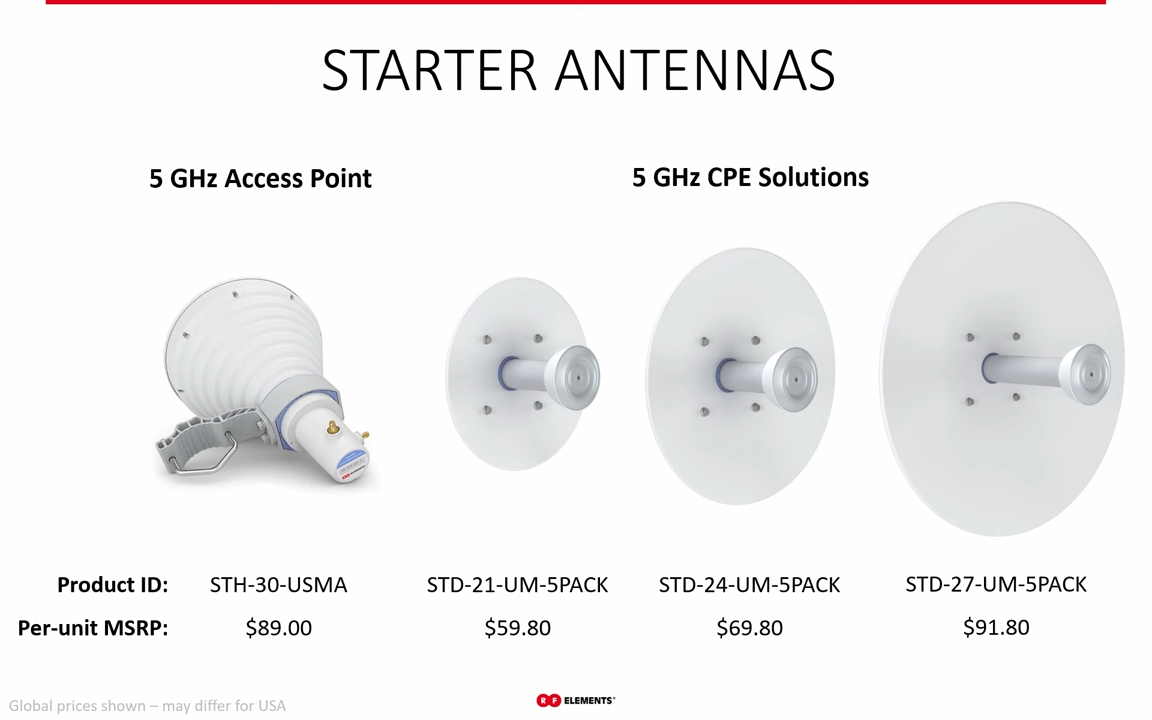 STARTER ANTENNAS
5 GHz Access Point
5 GHz CPE Solutions
Product ID: STH-30-USMA STD-21-UM-5PACK STD-24-UM-5PACK STD-27-UM-5PACK
Per-unit MSRP: $89.00 $59.80 $69.80 $91.80
Global prices shown – may differ for USA
RF ELEMENTS®